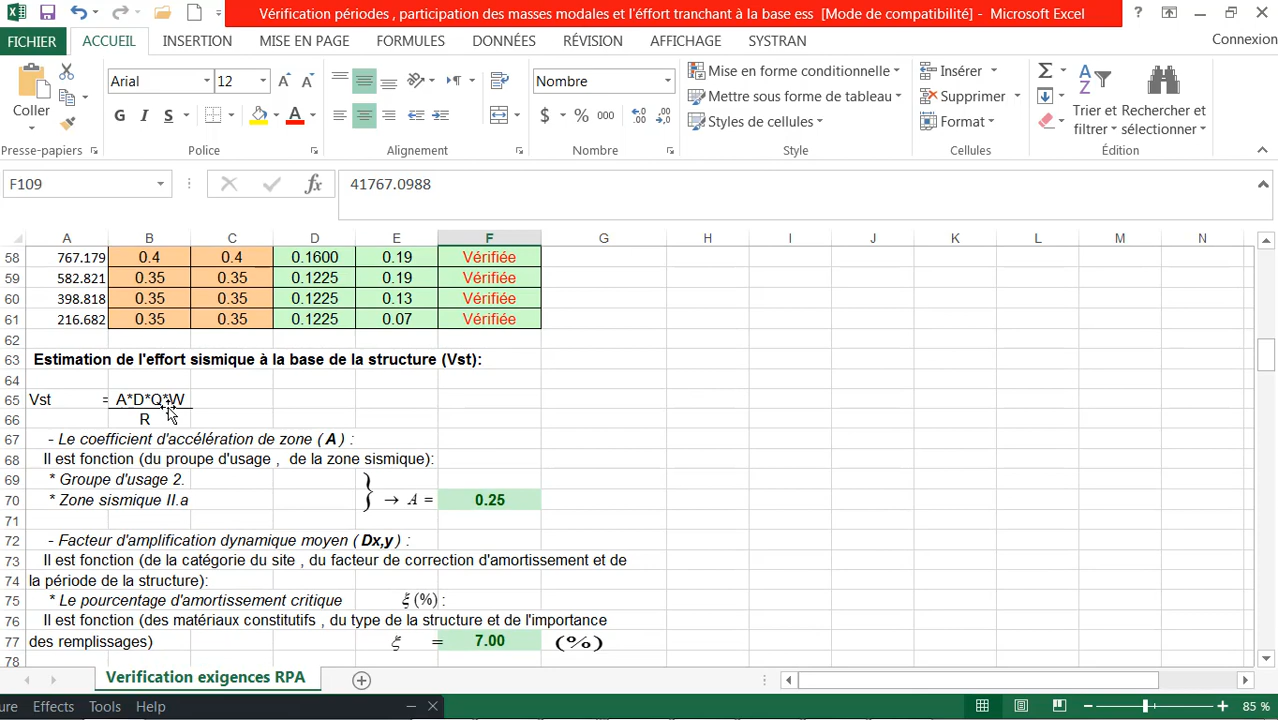 Vérification périodes , participation des masses modales et l'éffort tranchant à la base ess [Mode de compatibilité] - Microsoft Excel
FICHIER ACCUEIL INSERTION MISE EN PAGE FORMULES DONNÉES RÉVISION AFFICHAGE SYSTRAN Connexion
Coller
Arial 12
G I S
Nombre
$ % 000
Mise en forme conditionnelle
Mettre sous forme de tableau
Styles de cellules
Insérer
Supprimer
Format
Trier et filtrer
Rechercher et sélectionner
Presse-papiers Police Alignement Nombre Style Cellules Édition
F109 fx 41767.0988
A B C D E F G H I J K L M N
58 767.179 0.4 0.4 0.1600 0.19 Vérifiée
59 582.821 0.35 0.35 0.1225 0.19 Vérifiée
60 398.818 0.35 0.35 0.1225 0.13 Vérifiée
61 216.682 0.35 0.35 0.1225 0.07 Vérifiée
62
63 Estimation de l'effort sismique à la base de la structure (Vst):
64
65 Vst = A*D*Q*W
66 R
67 - Le coefficient d'accélération de zone ( A ) :
68 Il est fonction (du proupe d'usage , de la zone sismique):
69 * Groupe d'usage 2.
70 * Zone sismique II.a } → A = 0.25
71
72 - Facteur d'amplification dynamique moyen ( Dx,y ) :
73 Il est fonction (de la catégorie du site , du facteur de correction d'amortissement et de
74 la période de la structure):
75 * Le pourcentage d'amortissement critique ξ (%) :
76 Il est fonction (des matériaux constitutifs , du type de la structure et de l'importance
77 des remplissages) ξ = 7.00 (%)
78
Verification exigences RPA
ure Effects Tools Help
85 %